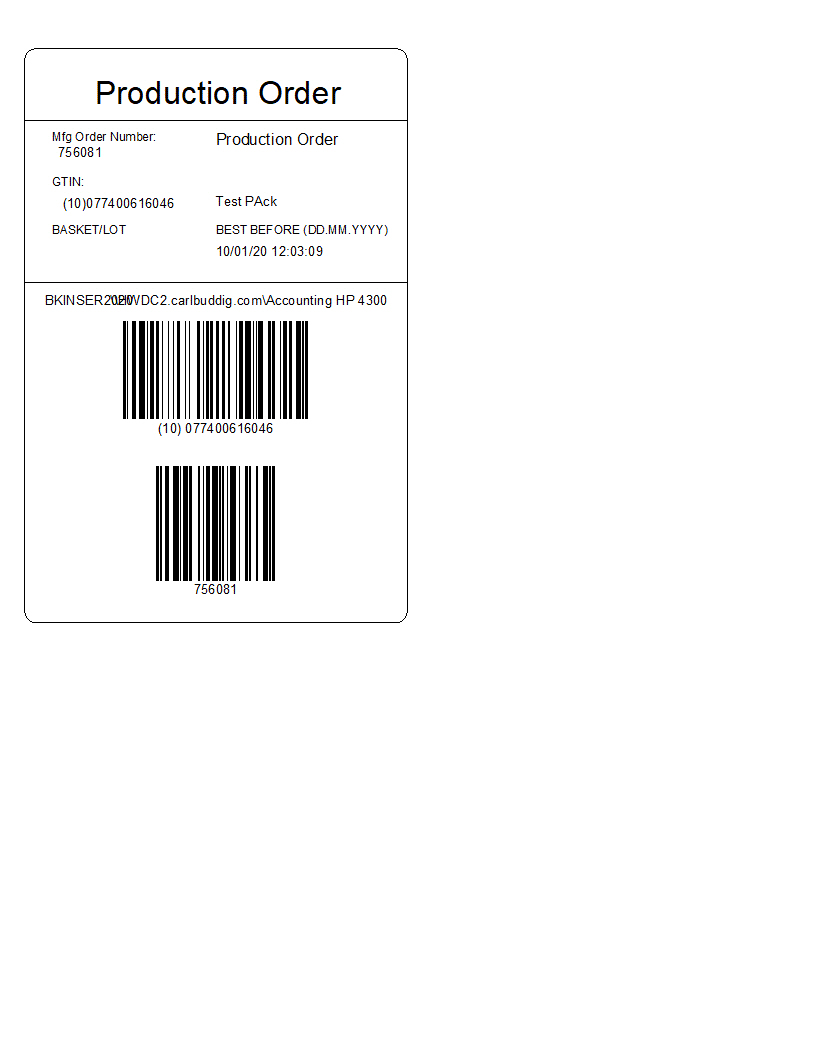 Production Order
Mfg Order Number:
Production Order
756081
GTIN:
(10)077400616046
Test PAck
BASKET/LOT
BEST BEFORE (DD.MM.YYYY)
10/01/20 12:03:09
BKINSER2020 \\HWDC2.carlbuddig.com\Accounting HP 4300
(10) 077400616046
756081